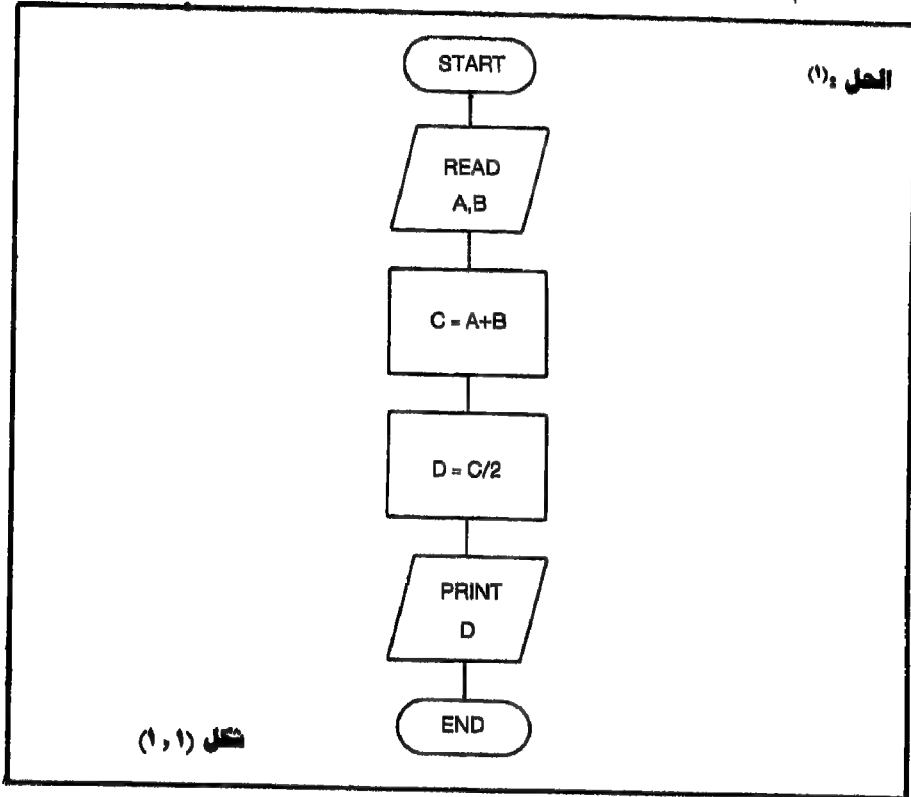 الحل :(١)
START
READ
A,B
C = A+B
D = C/2
PRINT
D
END
شكل (١ ، ١)